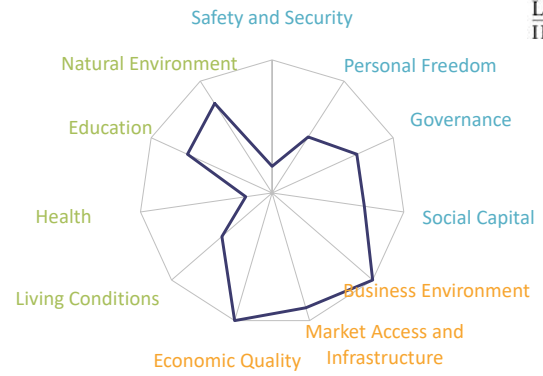 Safety and Security
Natural Environment
Personal Freedom
Education
Governance
Health
Social Capital
Living Conditions
Business Environment
Market Access and
Infrastructure
Economic Quality